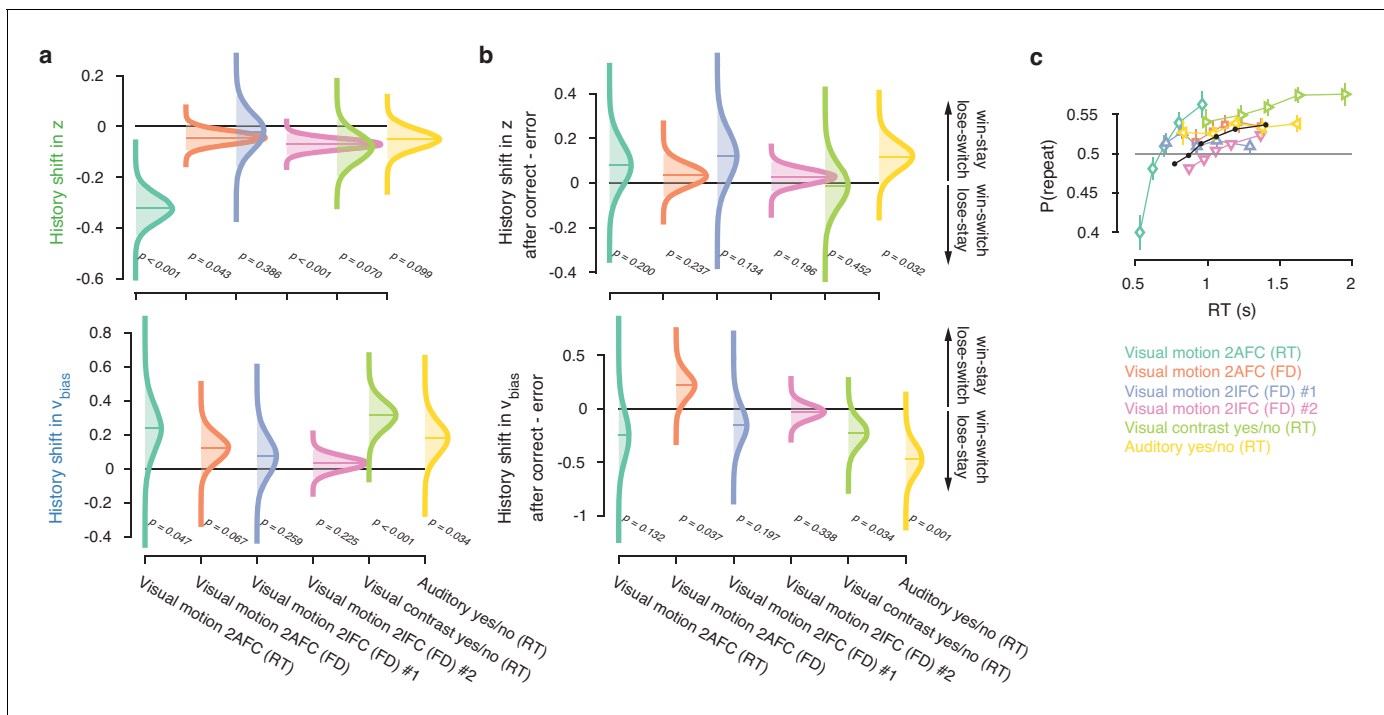 a
History shift in z
0.2
0
-0.2
-0.4
-0.6
p < 0.001
p = 0.043
p = 0.386
p < 0.001
p = 0.070
p = 0.099
History shift in v_bias
0.8
0.6
0.4
0.2
0
-0.2
-0.4
p = 0.047
p = 0.067
p = 0.259
p = 0.225
p < 0.001
p = 0.034
Visual motion 2AFC (RT)
Visual motion 2AFC (FD)
Visual motion 2IFC (FD) #1
Visual motion 2IFC (FD) #2
Visual contrast yes/no (RT)
Auditory yes/no (RT)
b
History shift in z
after correct - error
0.4
0.2
0
-0.2
-0.4
p = 0.200
p = 0.237
p = 0.134
p = 0.196
p = 0.452
p = 0.032
win-stay
lose-switch
win-switch
lose-stay
History shift in v_bias
after correct - error
0.5
0
-0.5
-1
p = 0.132
p = 0.037
p = 0.197
p = 0.338
p = 0.034
p = 0.001
win-stay
lose-switch
win-switch
lose-stay
Visual motion 2AFC (RT)
Visual motion 2AFC (FD)
Visual motion 2IFC (FD) #1
Visual motion 2IFC (FD) #2
Visual contrast yes/no (RT)
Auditory yes/no (RT)
c
P(repeat)
0.55
0.5
0.45
0.4
0.5
1
1.5
2
RT (s)
Visual motion 2AFC (RT)
Visual motion 2AFC (FD)
Visual motion 2IFC (FD) #1
Visual motion 2IFC (FD) #2
Visual contrast yes/no (RT)
Auditory yes/no (RT)